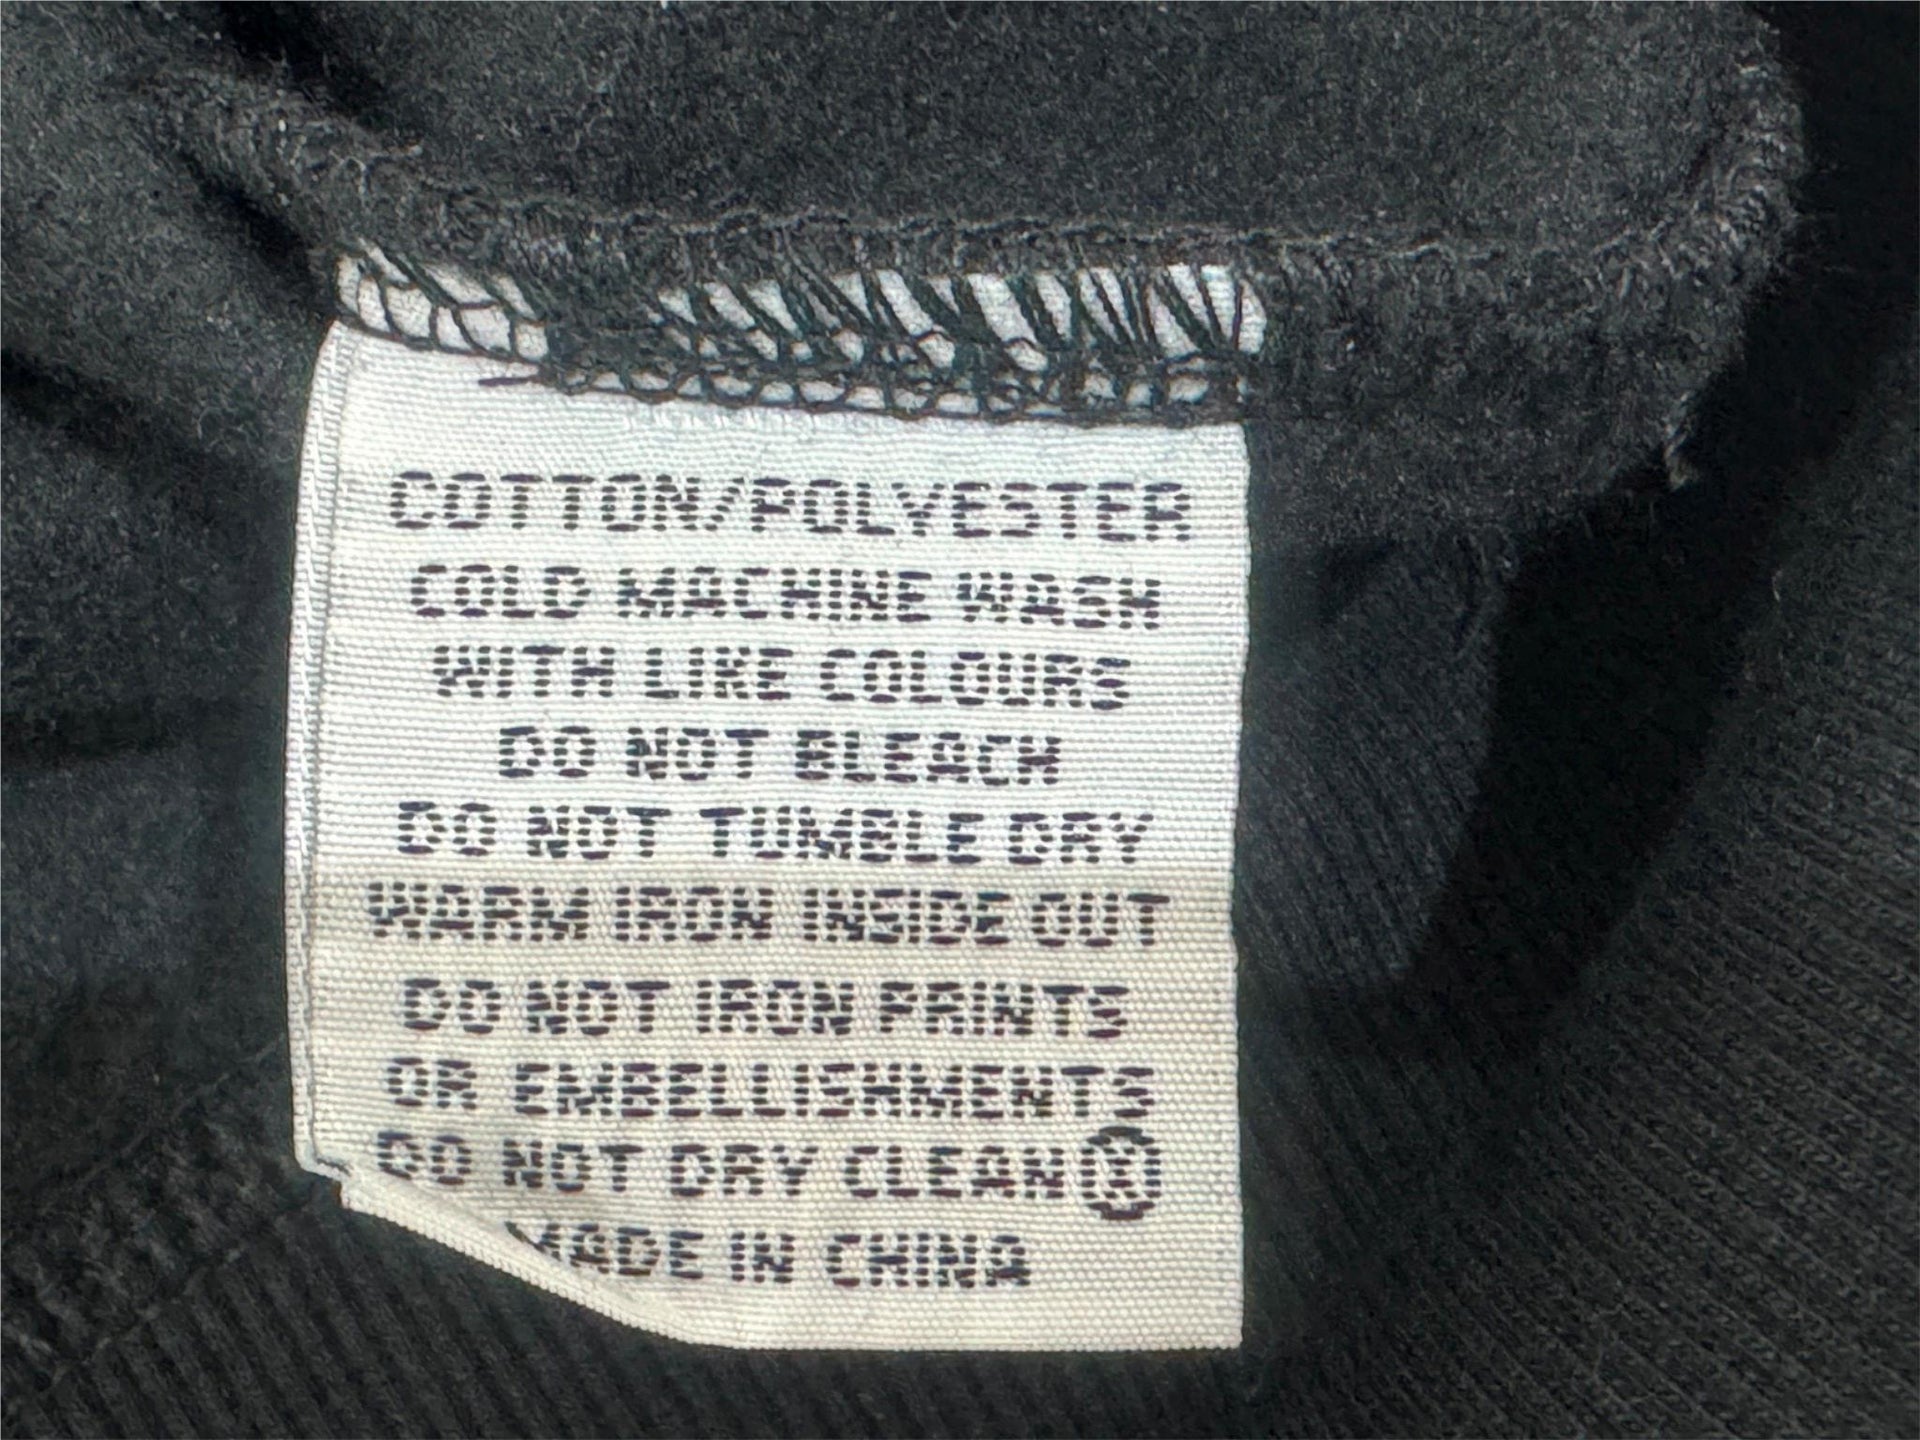 COTTON/POLYESTER
COLD MACHINE WASH
WITH LIKE COLOURS
DO NOT BLEACH
DO NOT TUMBLE DRY
WARM IRON INSIDE OUT
DO NOT IRON PRINTS
OR EMBELLISHMENTS
DO NOT DRY CLEAN
MADE IN CHINA